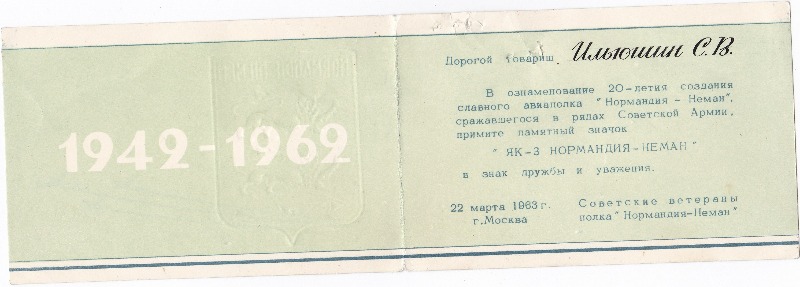 1942-1962
Дорогой товарищ Ильюшин С.В.
В ознаменование 20-летия создания
славного авиаполка "Нормандия - Неман",
сражавшегося в рядах Советской Армии,
примите памятный значок
" ЯК-3 НОРМАНДИЯ-НЕМАН "
в знак дружбы и уважения.
22 марта 1963 г. Советские ветераны
г.Москва полка "Нормандия-Неман"